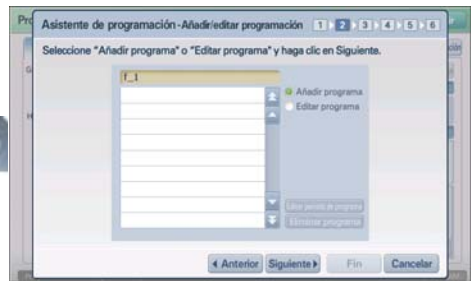 Asistente de programación-Añadir/editar programación 1 2 3 4 5 6
Seleccione "Añadir programa" o "Editar programa" y haga clic en Siguiente.
f_1
Añadir programa
Editar programa
Eliminar programa
Anterior Siguiente Fin Cancelar